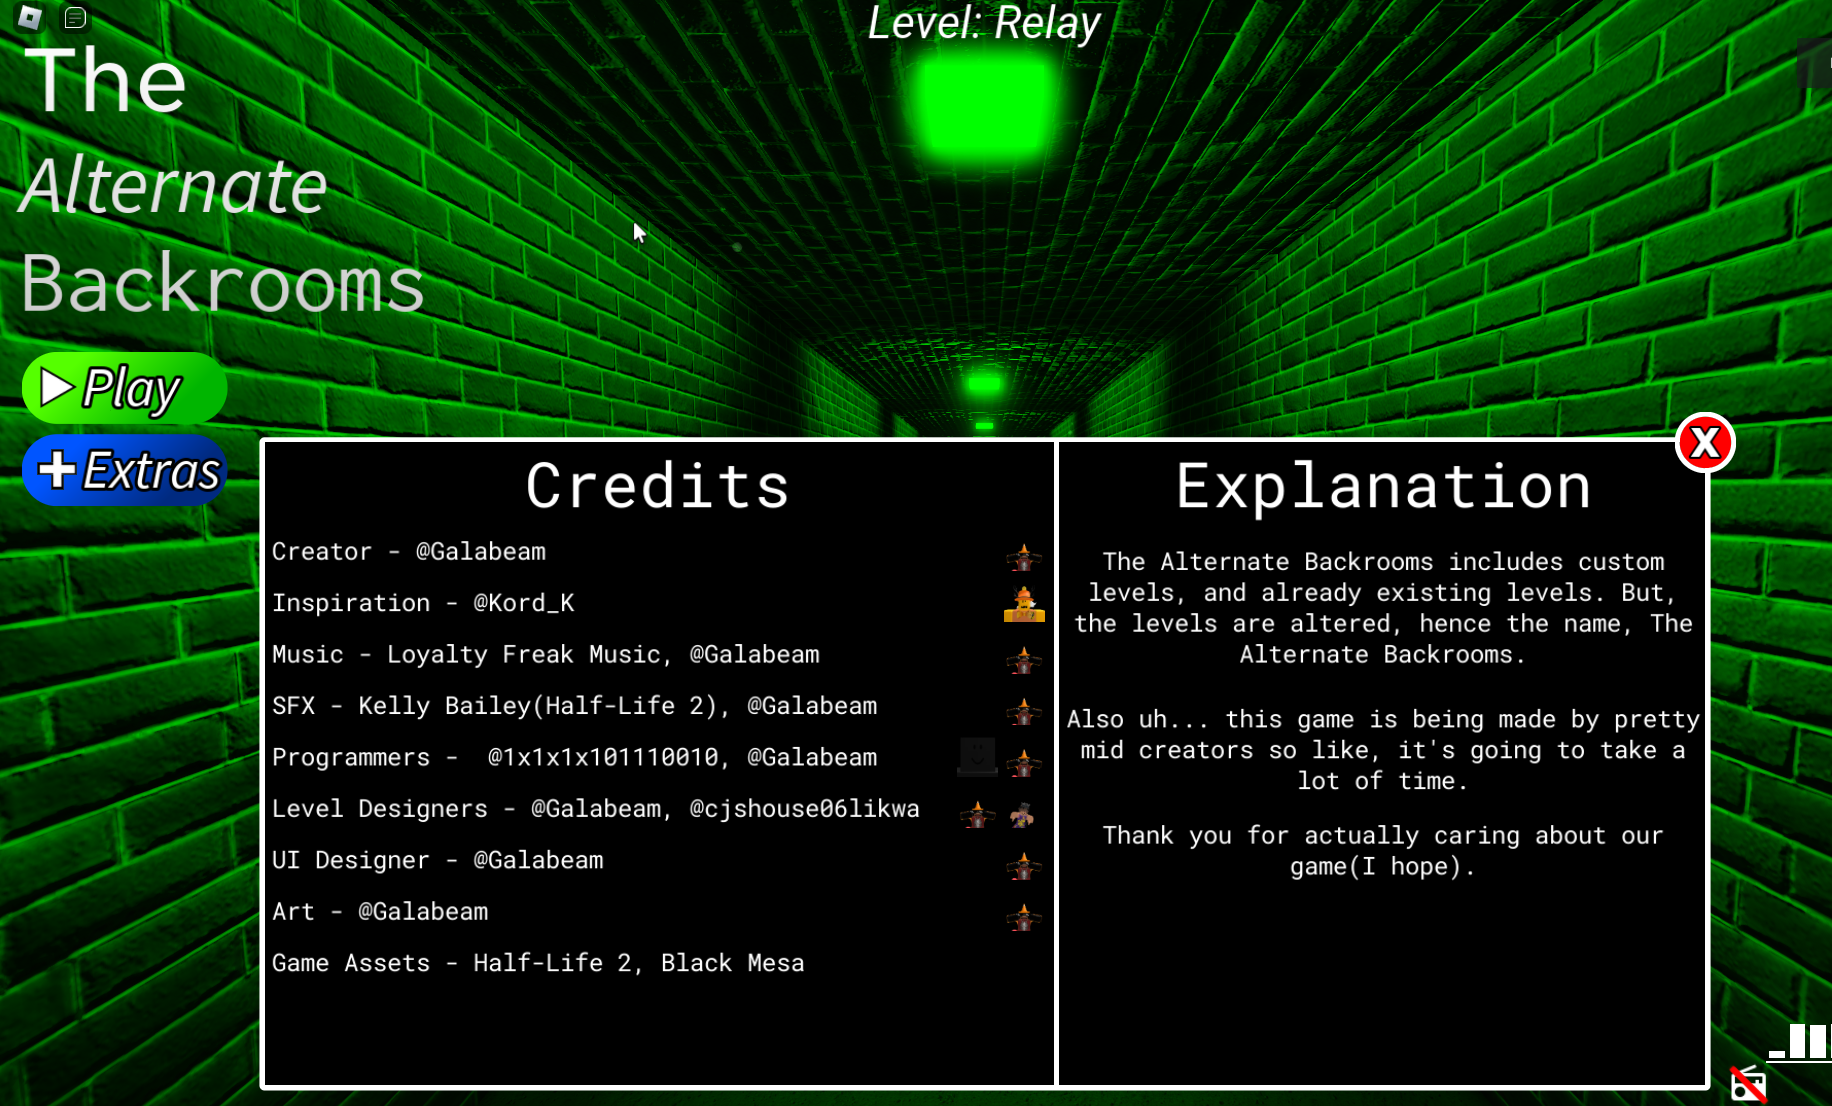 Level: Relay
The
Alternate
Backrooms
Play
Extras
X
Credits
Creator - @Galabeam
Inspiration - @Kord_K
Music - Loyalty Freak Music, @Galabeam
SFX - Kelly Bailey(Half-Life 2), @Galabeam
Programmers -  @1x1x1x101110010, @Galabeam
Level Designers - @Galabeam, @cjshouse06likwa
UI Designer - @Galabeam
Art - @Galabeam
Game Assets - Half-Life 2, Black Mesa
Explanation
The Alternate Backrooms includes custom
levels, and already existing levels. But,
the levels are altered, hence the name, The
Alternate Backrooms.
Also uh... this game is being made by pretty
mid creators so like, it's going to take a
lot of time.
Thank you for actually caring about our
game(I hope).